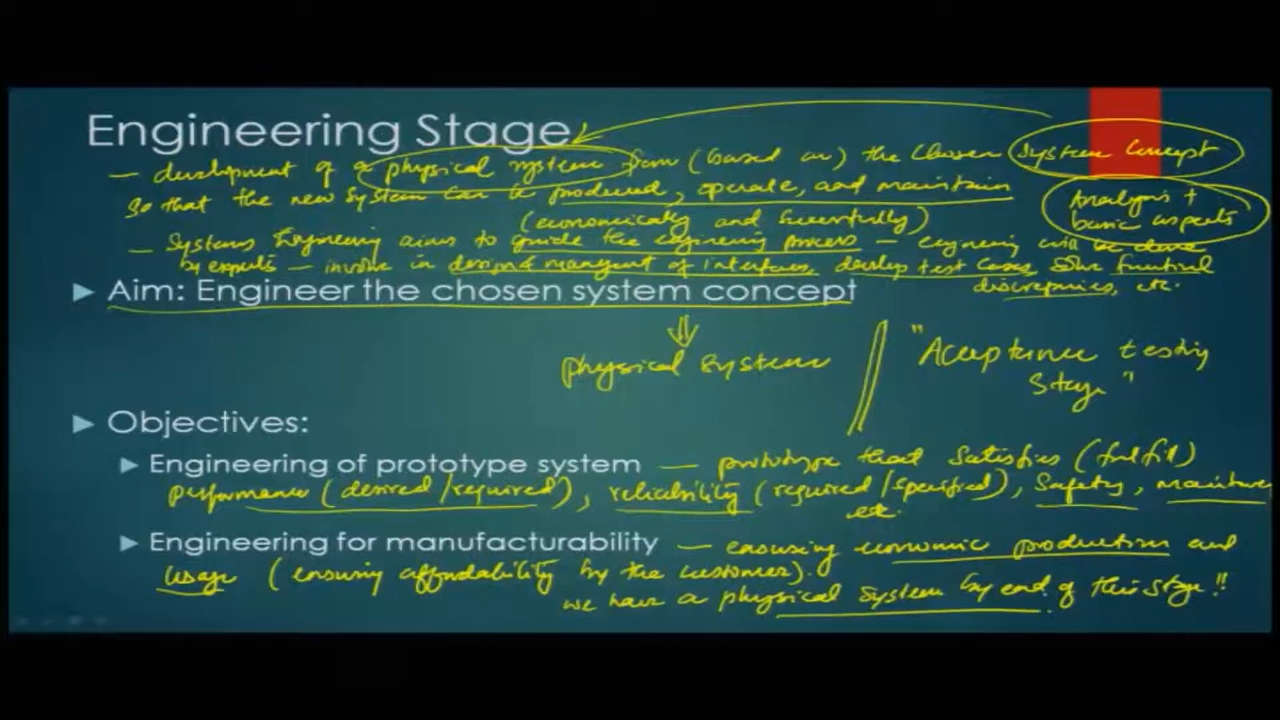 Engineering Stage
— development of a physical system from (based on) the chosen System Concept
so that the new system can be produced, operate, and maintain
(economically and successfully)
Analysis +
basic aspects
— Systems Engineering aims to guide the engineering process — engineering will be done
by experts — involve in design & management of interfaces, develop test cases, solve functional
discrepancies, etc.
► Aim: Engineer the chosen system concept
⇓
physical system
"Acceptance testing
Stage"
► Objectives:
► Engineering of prototype system — prototype that satisfies (fulfil)
performance (desired/required), reliability (required/specified), Safety,
etc.
► Engineering for manufacturability — ensuring economic production and
usage (ensuring affordability by the customer).
we have a physical system by end of this stage!!